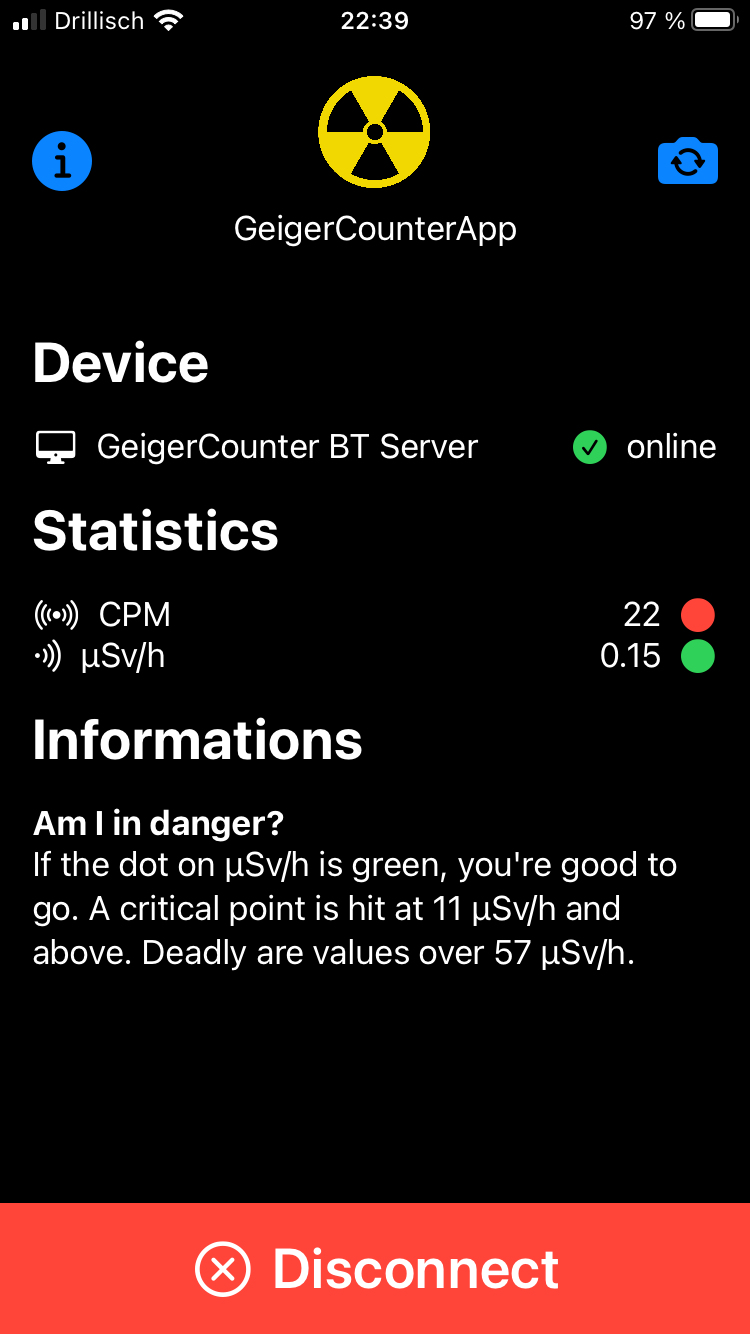 Drillisch 22:39 97 %
GeigerCounterApp
Device
GeigerCounter BT Server online
Statistics
CPM 22
µSv/h 0.15
Informations
Am I in danger?
If the dot on µSv/h is green, you're good to
go. A critical point is hit at 11 µSv/h and
above. Deadly are values over 57 µSv/h.
Disconnect